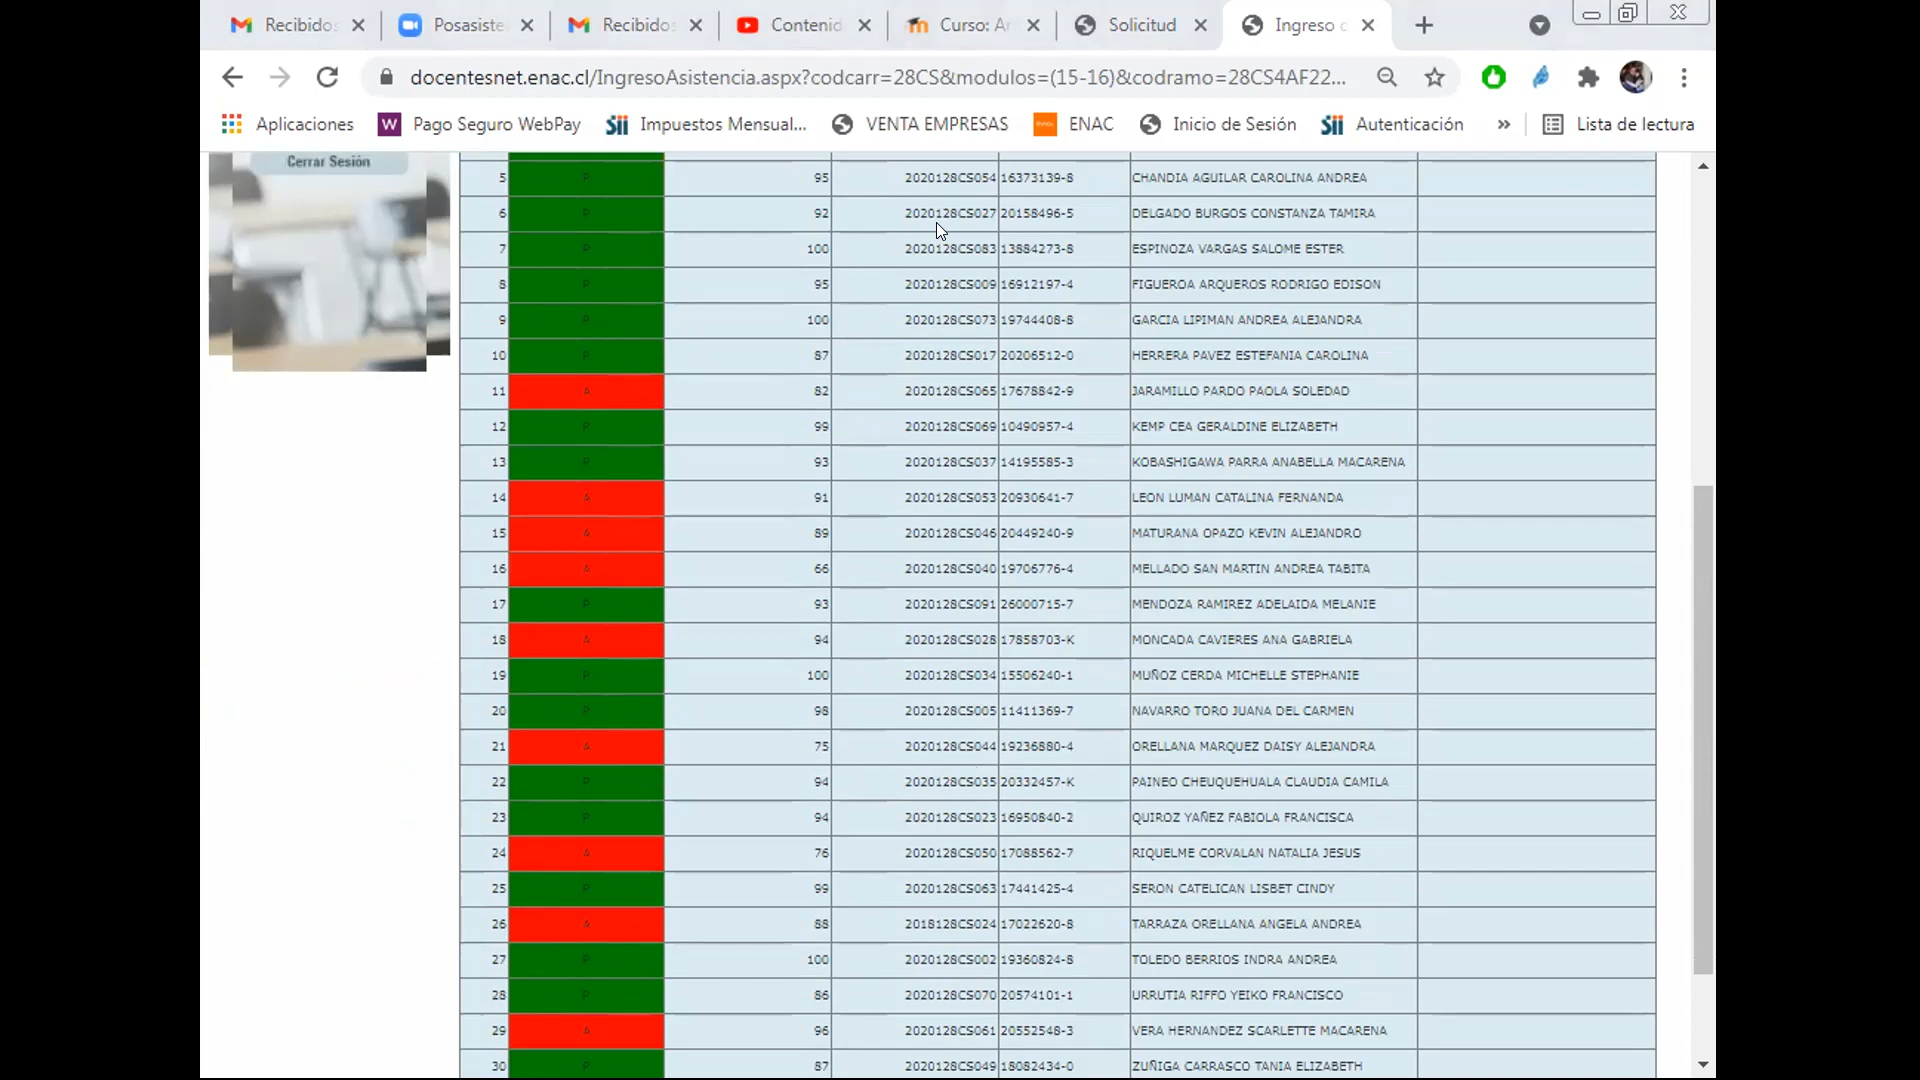 Recibidos Posasiste Recibidos Contenid Curso: Ar Solicitud Ingreso c
docentesnet.enac.cl/IngresoAsistencia.aspx?codcarr=28CS&modulos=(15-16)&codramo=28CS4AF22...
Aplicaciones W Pago Seguro WebPay Sii Impuestos Mensual... VENTA EMPRESAS ENAC Inicio de Sesión Sii Autenticación » Lista de lectura
Cerrar Sesión
5 P 95 2020128CS054 16373139-8 CHANDIA AGUILAR CAROLINA ANDREA
6 P 92 2020128CS027 20158496-5 DELGADO BURGOS CONSTANZA TAMIRA
7 P 100 2020128CS083 13884273-8 ESPINOZA VARGAS SALOME ESTER
8 P 95 2020128CS009 16912197-4 FIGUEROA ARQUEROS RODRIGO EDISON
9 P 100 2020128CS073 19744408-8 GARCIA LIPIMAN ANDREA ALEJANDRA
10 P 87 2020128CS017 20206512-0 HERRERA PAVEZ ESTEFANIA CAROLINA
11 A 82 2020128CS065 17678842-9 JARAMILLO PARDO PAOLA SOLEDAD
12 P 99 2020128CS069 10490957-4 KEMP CEA GERALDINE ELIZABETH
13 P 93 2020128CS037 14195585-3 KOBASHIGAWA PARRA ANABELLA MACARENA
14 A 91 2020128CS053 20930641-7 LEON LUMAN CATALINA FERNANDA
15 A 89 2020128CS046 20449240-9 MATURANA OPAZO KEVIN ALEJANDRO
16 A 66 2020128CS040 19706776-4 MELLADO SAN MARTIN ANDREA TABITA
17 P 93 2020128CS091 26000715-7 MENDOZA RAMIREZ ADELAIDA MELANIE
18 A 94 2020128CS028 17858703-K MONCADA CAVIERES ANA GABRIELA
19 P 100 2020128CS034 15506240-1 MUÑOZ CERDA MICHELLE STEPHANIE
20 P 98 2020128CS005 11411369-7 NAVARRO TORO JUANA DEL CARMEN
21 A 75 2020128CS044 19236880-4 ORELLANA MARQUEZ DAISY ALEJANDRA
22 P 94 2020128CS035 20332457-K PAINEO CHEUQUEHUALA CLAUDIA CAMILA
23 P 94 2020128CS023 16950840-2 QUIROZ YAÑEZ FABIOLA FRANCISCA
24 A 76 2020128CS050 17088562-7 RIQUELME CORVALAN NATALIA JESUS
25 P 99 2020128CS063 17441425-4 SERON CATELICAN LISBET CINDY
26 A 88 2018128CS024 17022620-8 TARRAZA ORELLANA ANGELA ANDREA
27 P 100 2020128CS002 19360824-8 TOLEDO BERRIOS INDRA ANDREA
28 P 86 2020128CS070 20574101-1 URRUTIA RIFFO YEIKO FRANCISCO
29 A 96 2020128CS061 20552548-3 VERA HERNANDEZ SCARLETTE MACARENA
30 P 87 2020128CS049 18082434-0 ZUÑIGA CARRASCO TANIA ELIZABETH